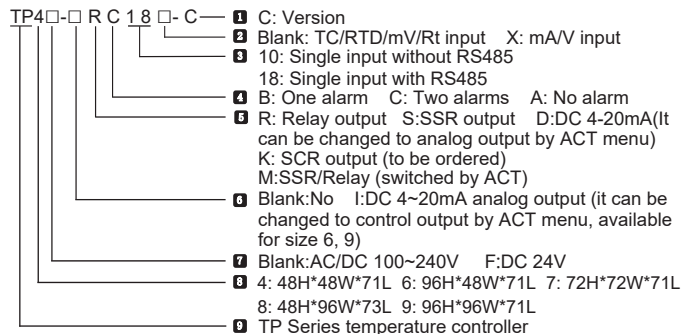 TP4□-□ R C 1 8 □- C
1 C: Version
2 Blank: TC/RTD/mV/Rt input X: mA/V input
3 10: Single input without RS485
18: Single input with RS485
4 B: One alarm C: Two alarms A: No alarm
5 R: Relay output S:SSR output D:DC 4-20mA(It
can be changed to analog output by ACT menu)
K: SCR output (to be ordered)
M:SSR/Relay (switched by ACT)
6 Blank:No I:DC 4~20mA analog output (it can be
changed to control output by ACT menu, available
for size 6, 9)
7 Blank:AC/DC 100~240V F:DC 24V
8 4: 48H*48W*71L 6: 96H*48W*71L 7: 72H*72W*71L
8: 48H*96W*73L 9: 96H*96W*71L
9 TP Series temperature controller